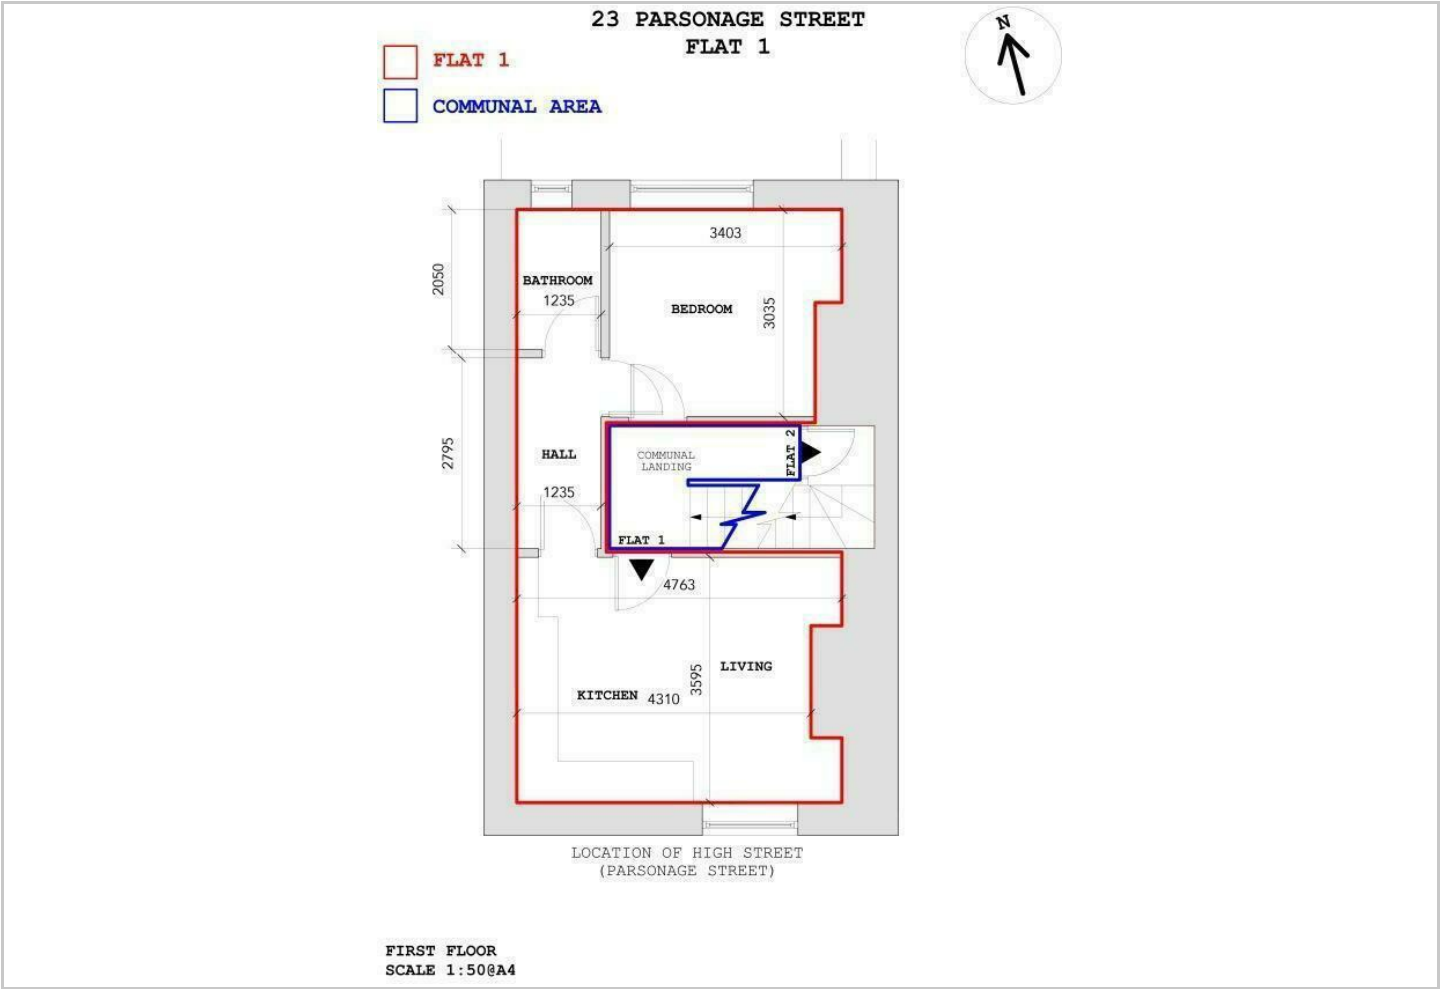 23 PARSONAGE STREET
FLAT 1
N
FLAT 1
COMMUNAL AREA
3403
2050
BATHROOM
1235
BEDROOM
3035
2795
HALL
COMMUNAL
LANDING
FLAT 2
1235
FLAT 1
4763
LIVING
3595
KITCHEN
4310
LOCATION OF HIGH STREET
(PARSONAGE STREET)
FIRST FLOOR
SCALE 1:50@A4